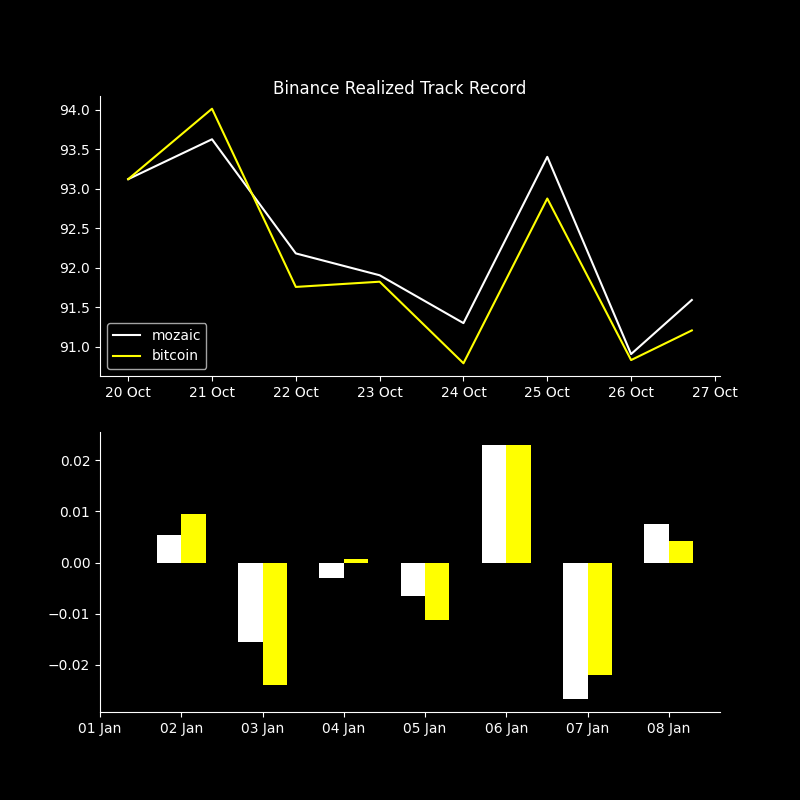 Binance Realized Track Record
94.0
93.5
93.0
92.5
92.0
91.5
91.0
mozaic
bitcoin
20 Oct 21 Oct 22 Oct 23 Oct 24 Oct 25 Oct 26 Oct 27 Oct
0.02
0.01
0.00
−0.01
−0.02
01 Jan 02 Jan 03 Jan 04 Jan 05 Jan 06 Jan 07 Jan 08 Jan